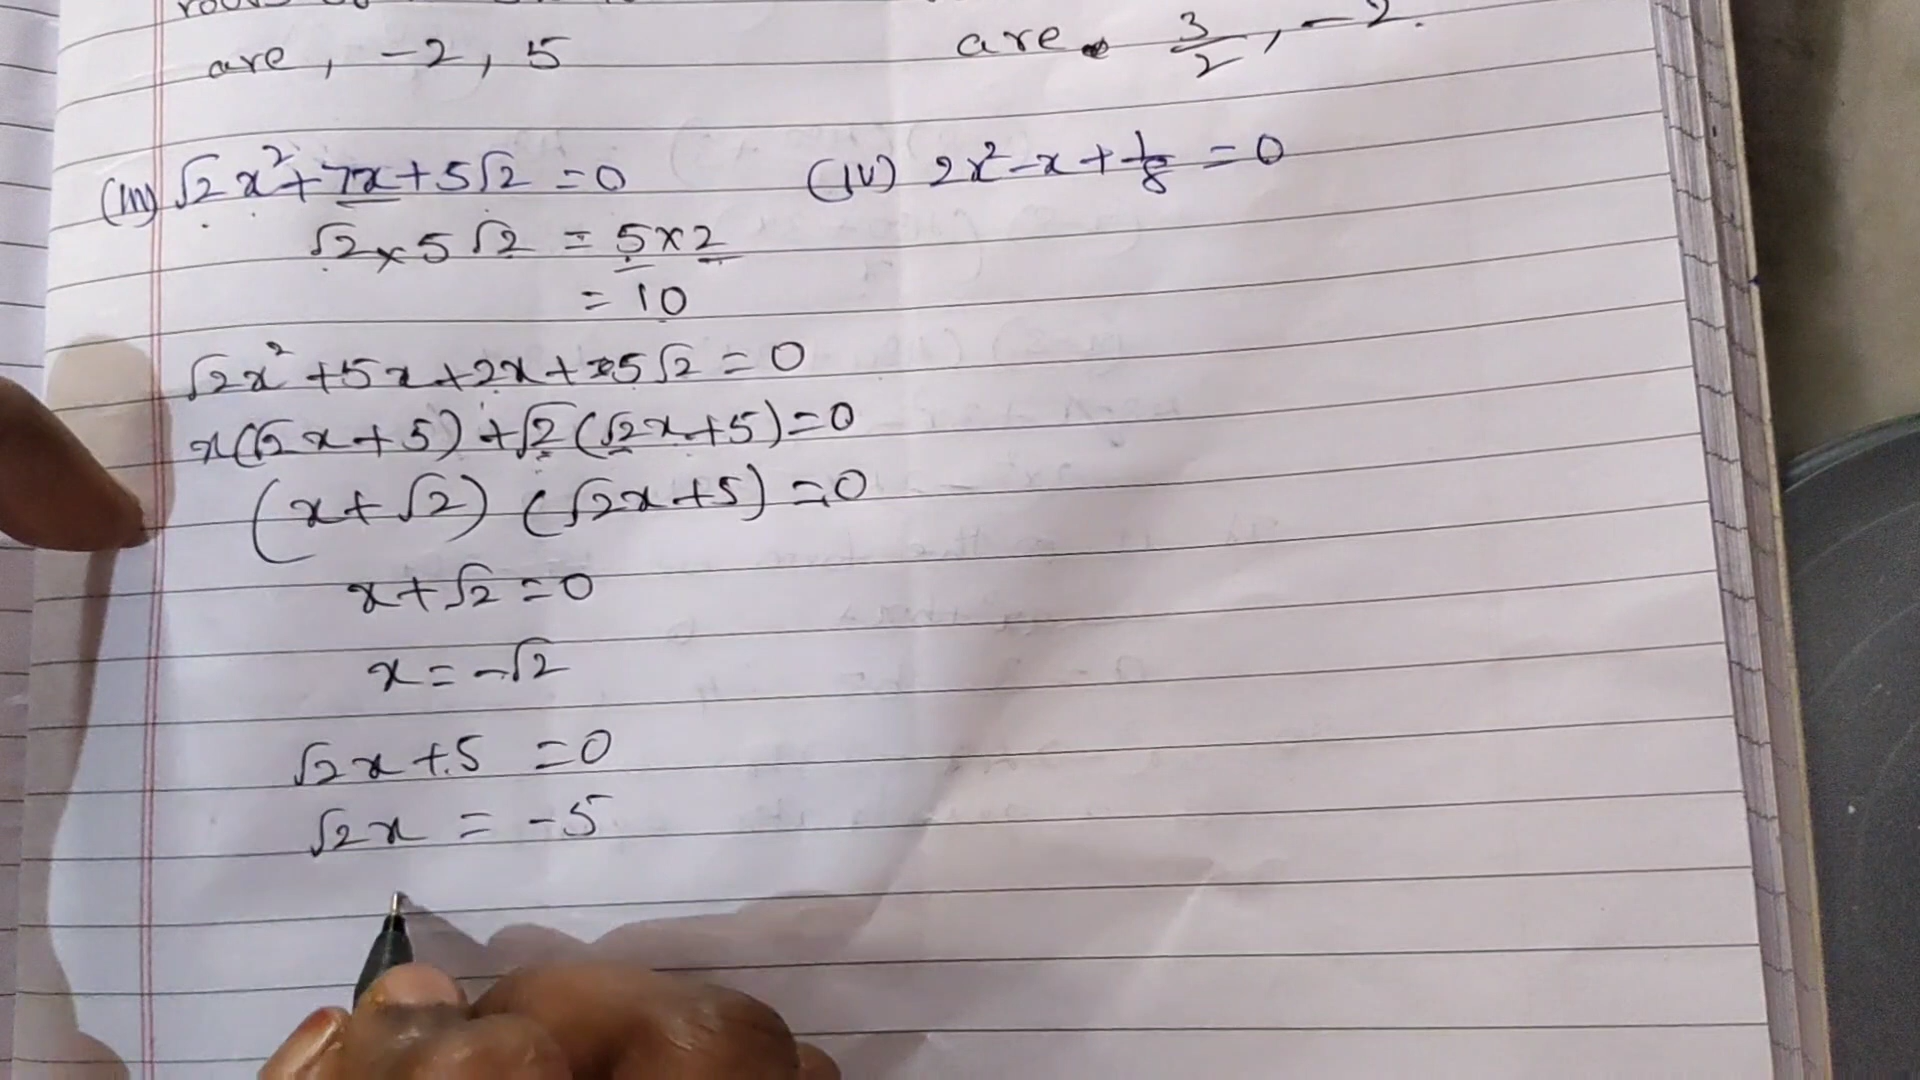 are, -2, 5
are 3/2, -2.
(iii) √2x² + 7x + 5√2 = 0
√2 × 5√2 = 5×2
= 10
√2x² + 5x + 2x + 5√2 = 0
x(√2x + 5) + √2(√2x + 5) = 0
(x + √2) (√2x + 5) = 0
x + √2 = 0
x = -√2
√2x + 5 = 0
√2x = -5
(iv) 2x² - x + 1/8 = 0